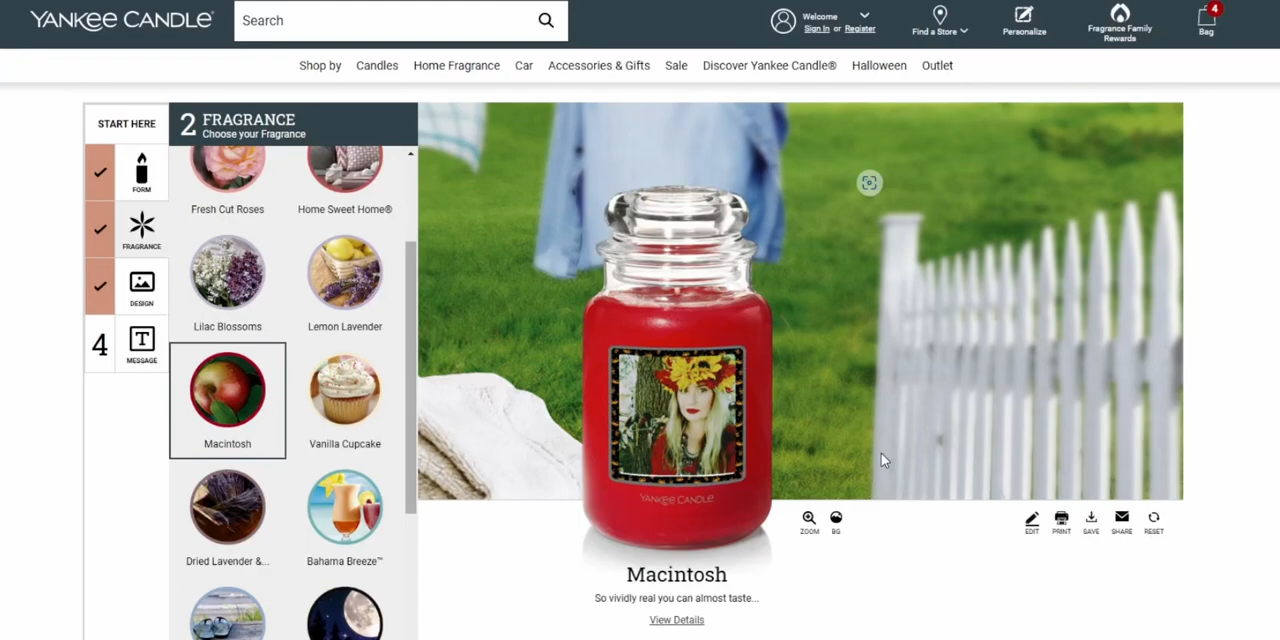 YANKEE CANDLE
Search
Welcome
Sign In or Register
Find a Store
Personalize
Fragrance Family
Rewards
4
Bag
Shop by
Candles
Home Fragrance
Car
Accessories & Gifts
Sale
Discover Yankee Candle®
Halloween
Outlet
START HERE
FORM
FRAGRANCE
DESIGN
4
MESSAGE
2 FRAGRANCE
Choose your Fragrance
Fresh Cut Roses
Home Sweet Home®
Lilac Blossoms
Lemon Lavender
Macintosh
Vanilla Cupcake
Dried Lavender &...
Bahama Breeze™
YANKEE CANDLE
ZOOM
BG
EDIT
PRINT
SAVE
SHARE
RESET
Macintosh
So vividly real you can almost taste...
View Details